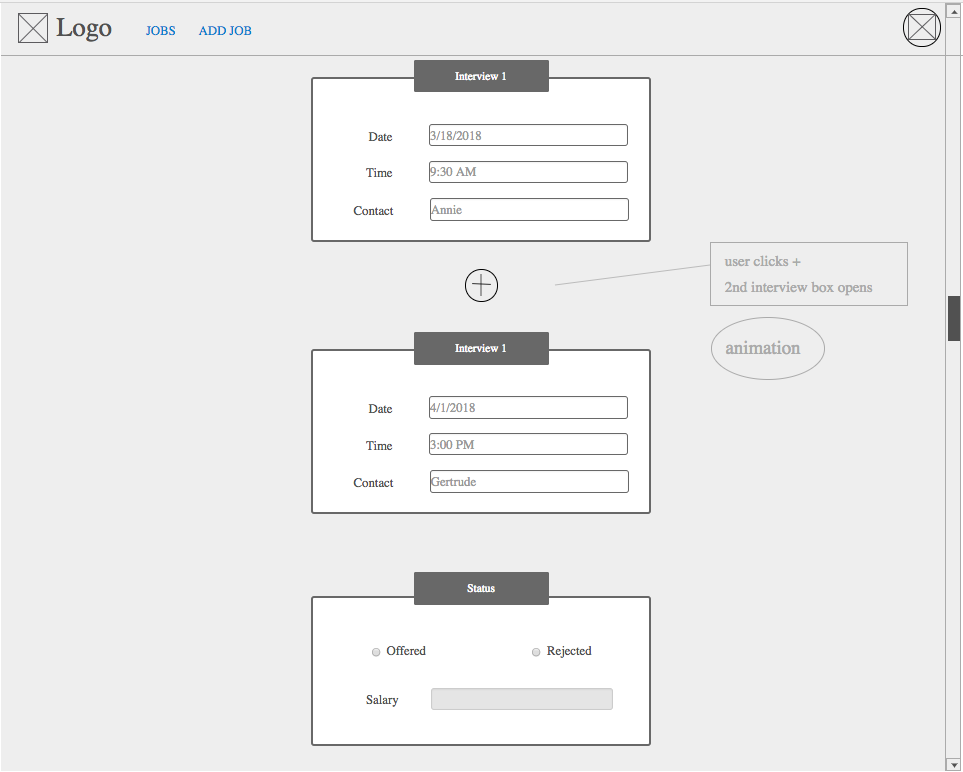 Logo
JOBS
ADD JOB
Interview 1
Date
3/18/2018
Time
9:30 AM
Contact
Annie
user clicks +
2nd interview box opens
animation
Interview 1
Date
4/1/2018
Time
3:00 PM
Contact
Gertrude
Status
Offered
Rejected
Salary